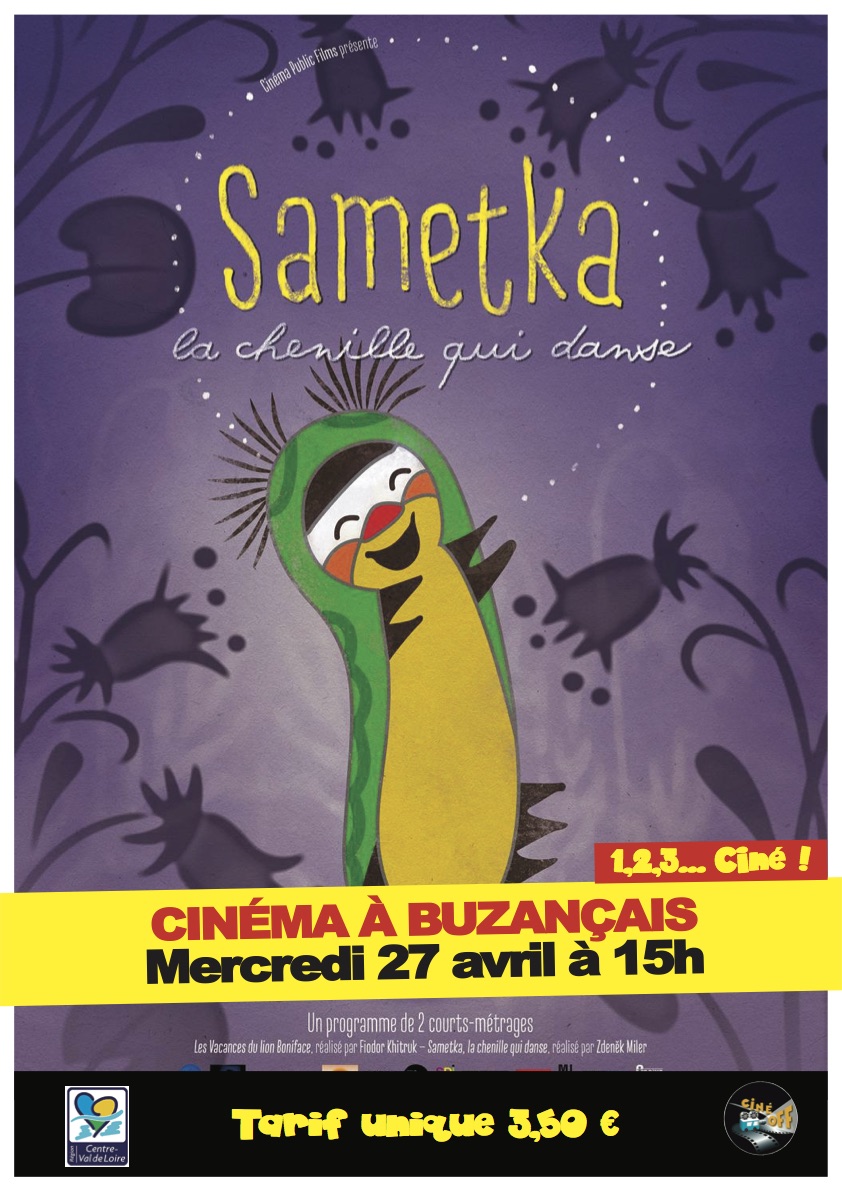 Cinéma Public Films présente
Sametka
la chenille qui danse
1,2,3... Ciné !
CINÉMA À BUZANÇAIS
Mercredi 27 avril à 15h
Un programme de 2 courts-métrages
Les Vacances du lion Boniface, réalisé par Fiodor Khitruk – Sametka, la chenille qui danse, réalisé par Zdeněk Miler
Tarif unique 3,50 €
Région
Centre-
Val de Loire
CINÉ
OFF